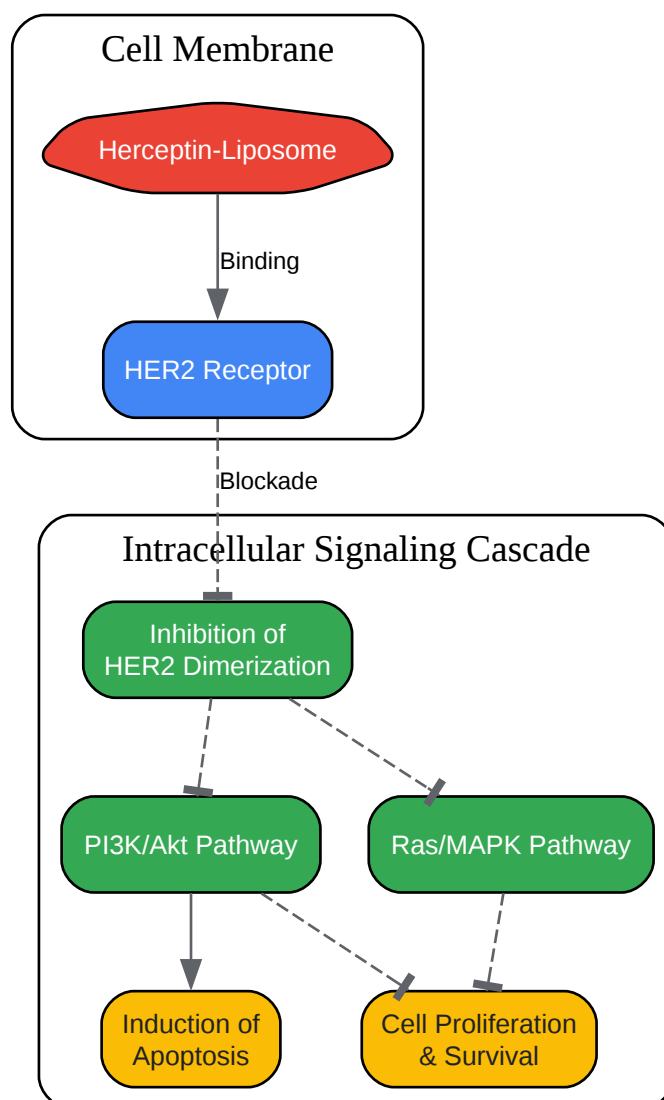 Cell Membrane
Herceptin-Liposome
Binding
HER2 Receptor
Blockade
Intracellular Signaling Cascade
Inhibition of
HER2 Dimerization
PI3K/Akt Pathway
Ras/MAPK Pathway
Induction of
Apoptosis
Cell Proliferation
& Survival